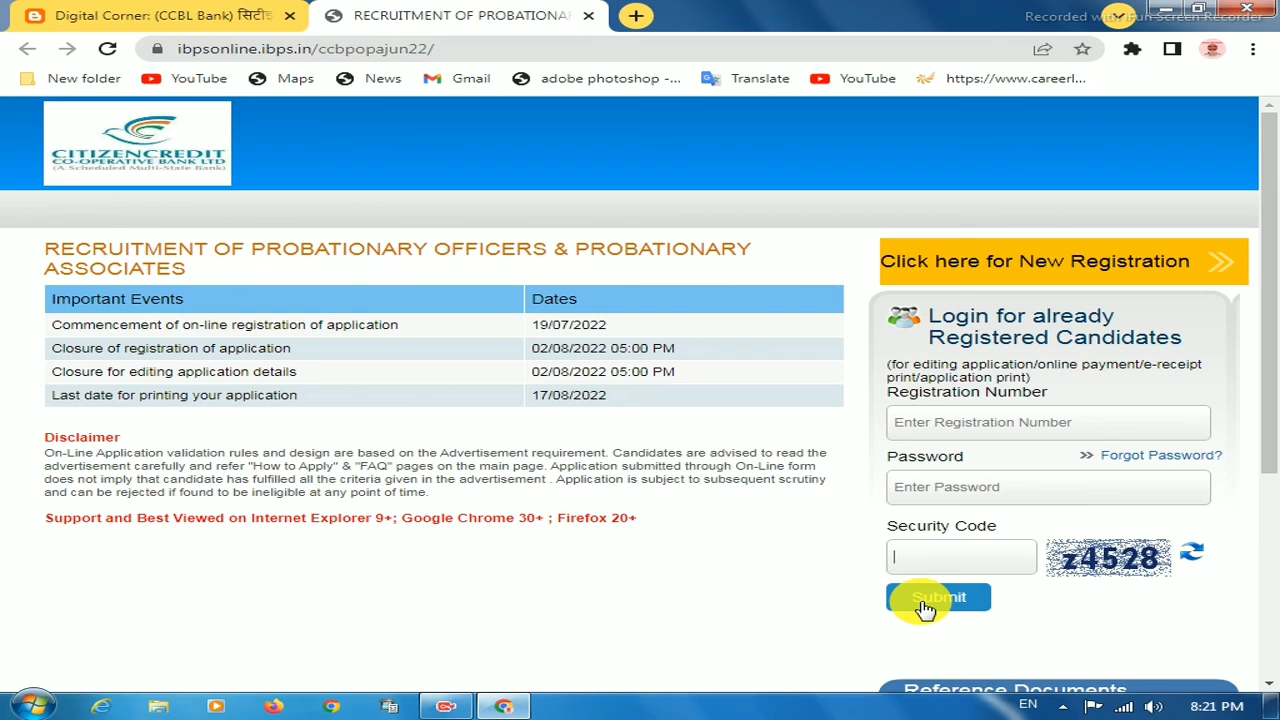 Digital Corner: (CCBL Bank) सिटीज
RECRUITMENT OF PROBATIONA
Recorded with iFun Screen Recorder
ibpsonline.ibps.in/ccbpopajun22/
New folder YouTube Maps News Gmail adobe photoshop -... Translate YouTube https://www.careerl...
CITIZENCREDIT
CO-OPERATIVE BANK LTD
(A Scheduled Multi-State Bank)
RECRUITMENT OF PROBATIONARY OFFICERS & PROBATIONARY
ASSOCIATES
Important Events Dates
Commencement of on-line registration of application 19/07/2022
Closure of registration of application 02/08/2022 05:00 PM
Closure for editing application details 02/08/2022 05:00 PM
Last date for printing your application 17/08/2022
Disclaimer
On-Line Application validation rules and design are based on the Advertisement requirement. Candidates are advised to read the
advertisement carefully and refer "How to Apply" & "FAQ" pages on the main page. Application submitted through On-Line form
does not imply that candidate has fulfilled all the criteria given in the advertisement . Application is subject to subsequent scrutiny
and can be rejected if found to be ineligible at any point of time.
Support and Best Viewed on Internet Explorer 9+; Google Chrome 30+ ; Firefox 20+
Click here for New Registration
Login for already
Registered Candidates
(for editing application/online payment/e-receipt
print/application print)
Registration Number
Enter Registration Number
Password >> Forgot Password?
Enter Password
Security Code
z4528
Submit
Reference Documents
EN 8:21 PM